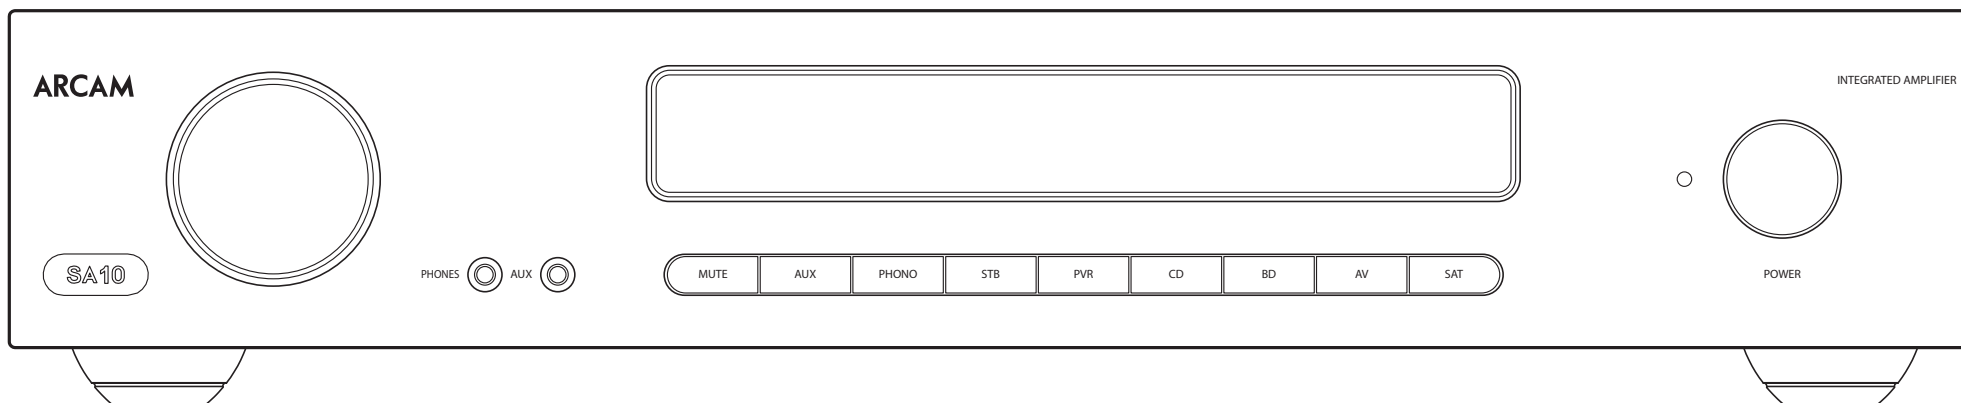 ARCAM
INTEGRATED AMPLIFIER
SA10
PHONES AUX MUTE AUX PHONO STB PVR CD BD AV SAT POWER